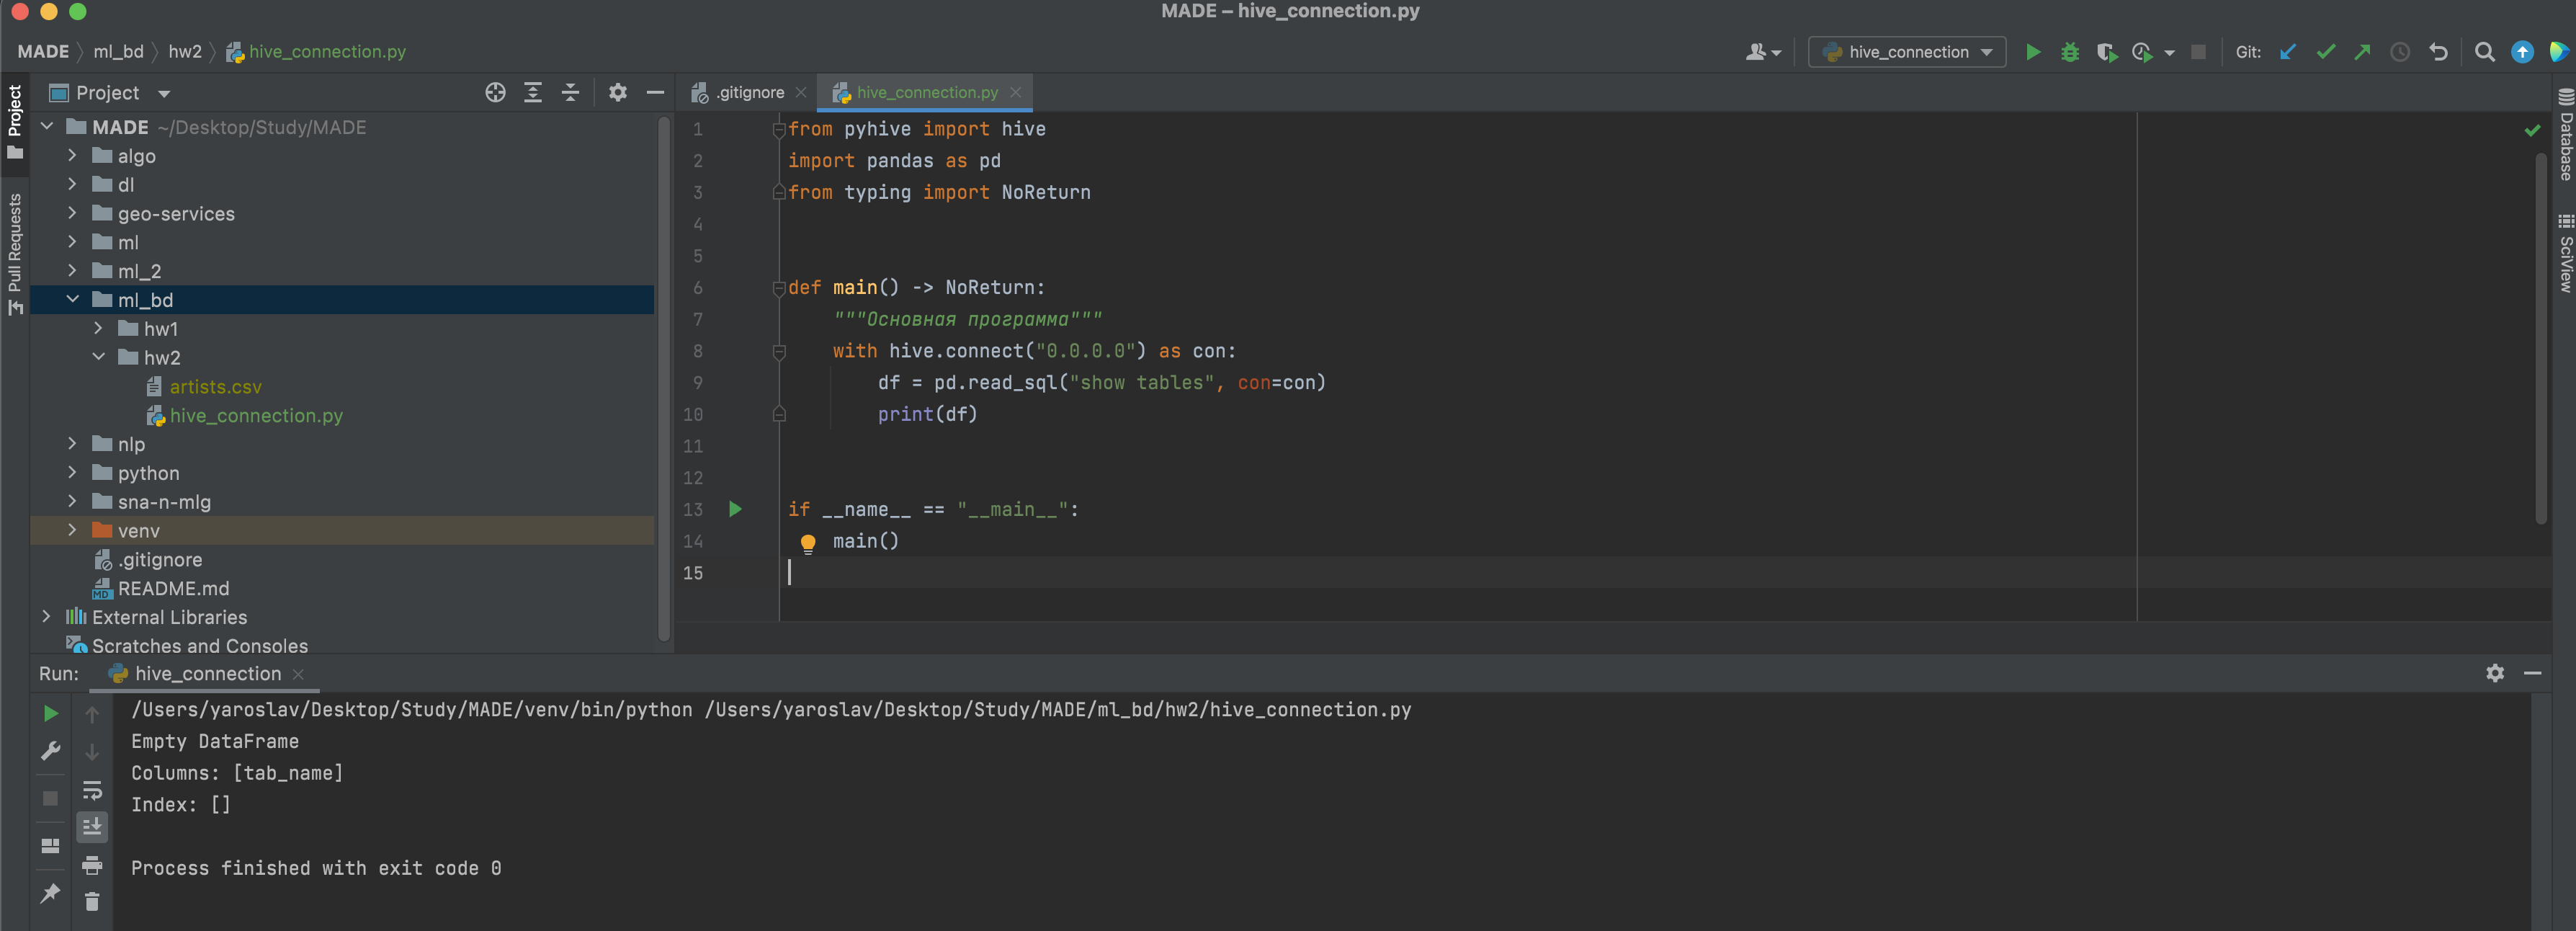 MADE – hive_connection.py
MADE ml_bd hw2 hive_connection.py
hive_connection Git:
Project
Pull Requests
Project
MADE ~/Desktop/Study/MADE
algo
dl
geo-services
ml
ml_2
ml_bd
hw1
hw2
artists.csv
hive_connection.py
nlp
python
sna-n-mlg
venv
.gitignore
README.md
External Libraries
Scratches and Consoles
.gitignore hive_connection.py
1 from pyhive import hive
2 import pandas as pd
3 from typing import NoReturn
4
5
6 def main() -> NoReturn:
7 """Основная программа"""
8 with hive.connect("0.0.0.0") as con:
9 df = pd.read_sql("show tables", con=con)
10 print(df)
11
12
13 if __name__ == "__main__":
14 main()
15
Database
SciView
Run: hive_connection
/Users/yaroslav/Desktop/Study/MADE/venv/bin/python /Users/yaroslav/Desktop/Study/MADE/ml_bd/hw2/hive_connection.py
Empty DataFrame
Columns: [tab_name]
Index: []
Process finished with exit code 0